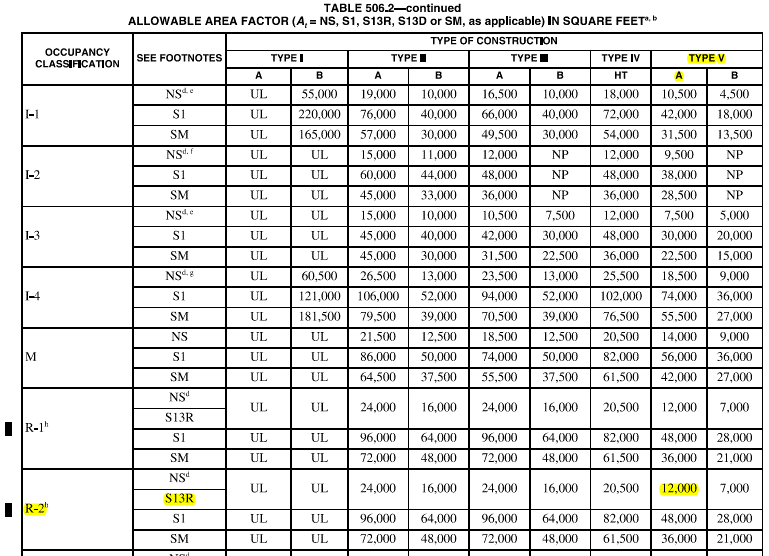 TABLE 506.2—continued
ALLOWABLE AREA FACTOR (At = NS, S1, S13R, S13D or SM, as applicable) IN SQUARE FEETa, b
OCCUPANCY CLASSIFICATION SEE FOOTNOTES TYPE OF CONSTRUCTION
TYPE I TYPE II TYPE III TYPE IV TYPE V
A B A B A B HT A B
I-1 NSd, e UL 55,000 19,000 10,000 16,500 10,000 18,000 10,500 4,500
S1 UL 220,000 76,000 40,000 66,000 40,000 72,000 42,000 18,000
SM UL 165,000 57,000 30,000 49,500 30,000 54,000 31,500 13,500
I-2 NSd, f UL UL 15,000 11,000 12,000 NP 12,000 9,500 NP
S1 UL UL 60,000 44,000 48,000 NP 48,000 38,000 NP
SM UL UL 45,000 33,000 36,000 NP 36,000 28,500 NP
I-3 NSd, e UL UL 15,000 10,000 10,500 7,500 12,000 7,500 5,000
S1 UL UL 45,000 40,000 42,000 30,000 48,000 30,000 20,000
SM UL UL 45,000 30,000 31,500 22,500 36,000 22,500 15,000
I-4 NSd, g UL 60,500 26,500 13,000 23,500 13,000 25,500 18,500 9,000
S1 UL 121,000 106,000 52,000 94,000 52,000 102,000 74,000 36,000
SM UL 181,500 79,500 39,000 70,500 39,000 76,500 55,500 27,000
M NS UL UL 21,500 12,500 18,500 12,500 20,500 14,000 9,000
S1 UL UL 86,000 50,000 74,000 50,000 82,000 56,000 36,000
SM UL UL 64,500 37,500 55,500 37,500 61,500 42,000 27,000
R-1h NSd UL UL 24,000 16,000 24,000 16,000 20,500 12,000 7,000
S13R
S1 UL UL 96,000 64,000 96,000 64,000 82,000 48,000 28,000
SM UL UL 72,000 48,000 72,000 48,000 61,500 36,000 21,000
R-2h NSd UL UL 24,000 16,000 24,000 16,000 20,500 12,000 7,000
S13R
S1 UL UL 96,000 64,000 96,000 64,000 82,000 48,000 28,000
SM UL UL 72,000 48,000 72,000 48,000 61,500 36,000 21,000